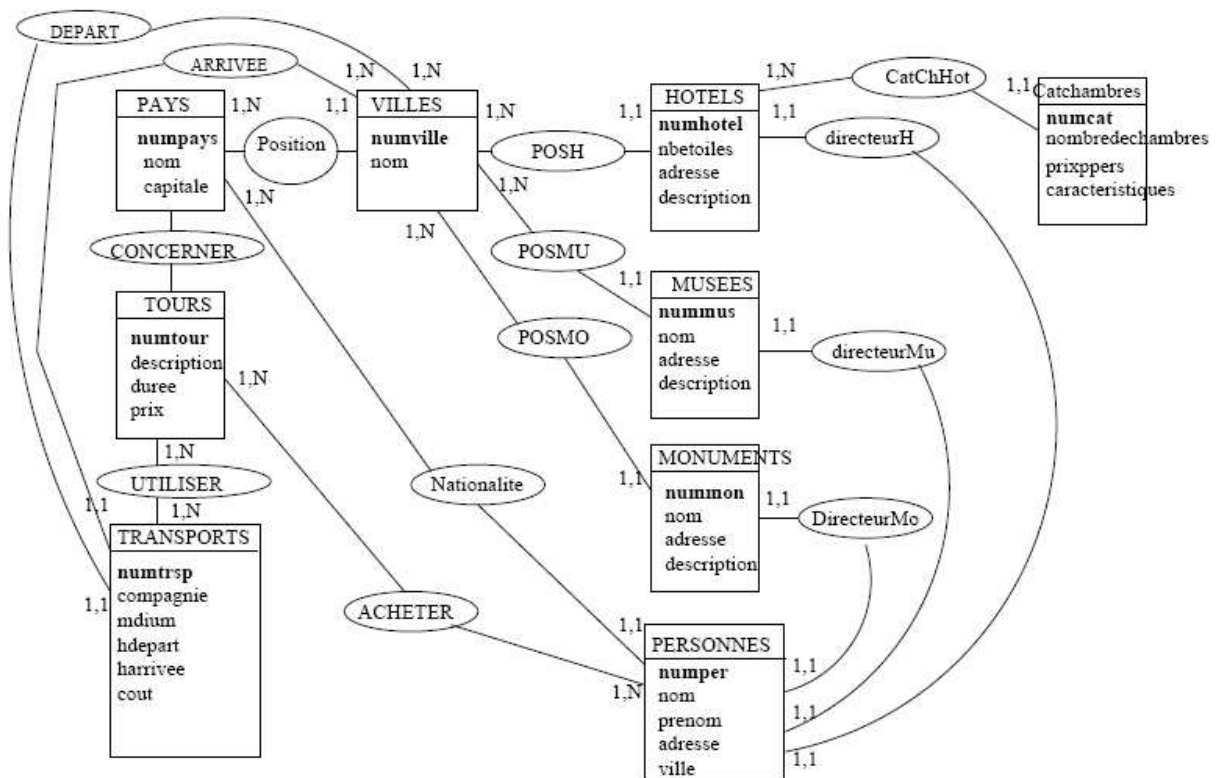 DEPART
ARRIVEE
1,N
1,N
1,N
CatChHot
PAYS
1,N
1,1
VILLES
1,N
HOTELS
1,1
1,1
1,1
Catchambres
numpays
nom
capitale
Position
numville
nom
POSH
numhotel
nbetoiles
adresse
description
directeurH
numcat
nombredechambres
prixppers
caracteristiques
1,N
1,N
1,N
CONCERNER
POSMU
1,1
TOURS
numtour
description
duree
prix
1,N
POSMO
MUSEES
nummus
nom
adresse
description
1,1
directeurMu
1,N
UTILISER
1,N
1,1
Nationalite
1,1
MONUMENTS
nummon
nom
adresse
description
1,1
DirecteurMo
TRANSPORTS
numtrsp
compagnie
mdium
hdepart
harrivee
cout
1,1
ACHETER
1,1
1,N
PERSONNES
numper
nom
prenom
adresse
ville
1,1
1,1
1,1